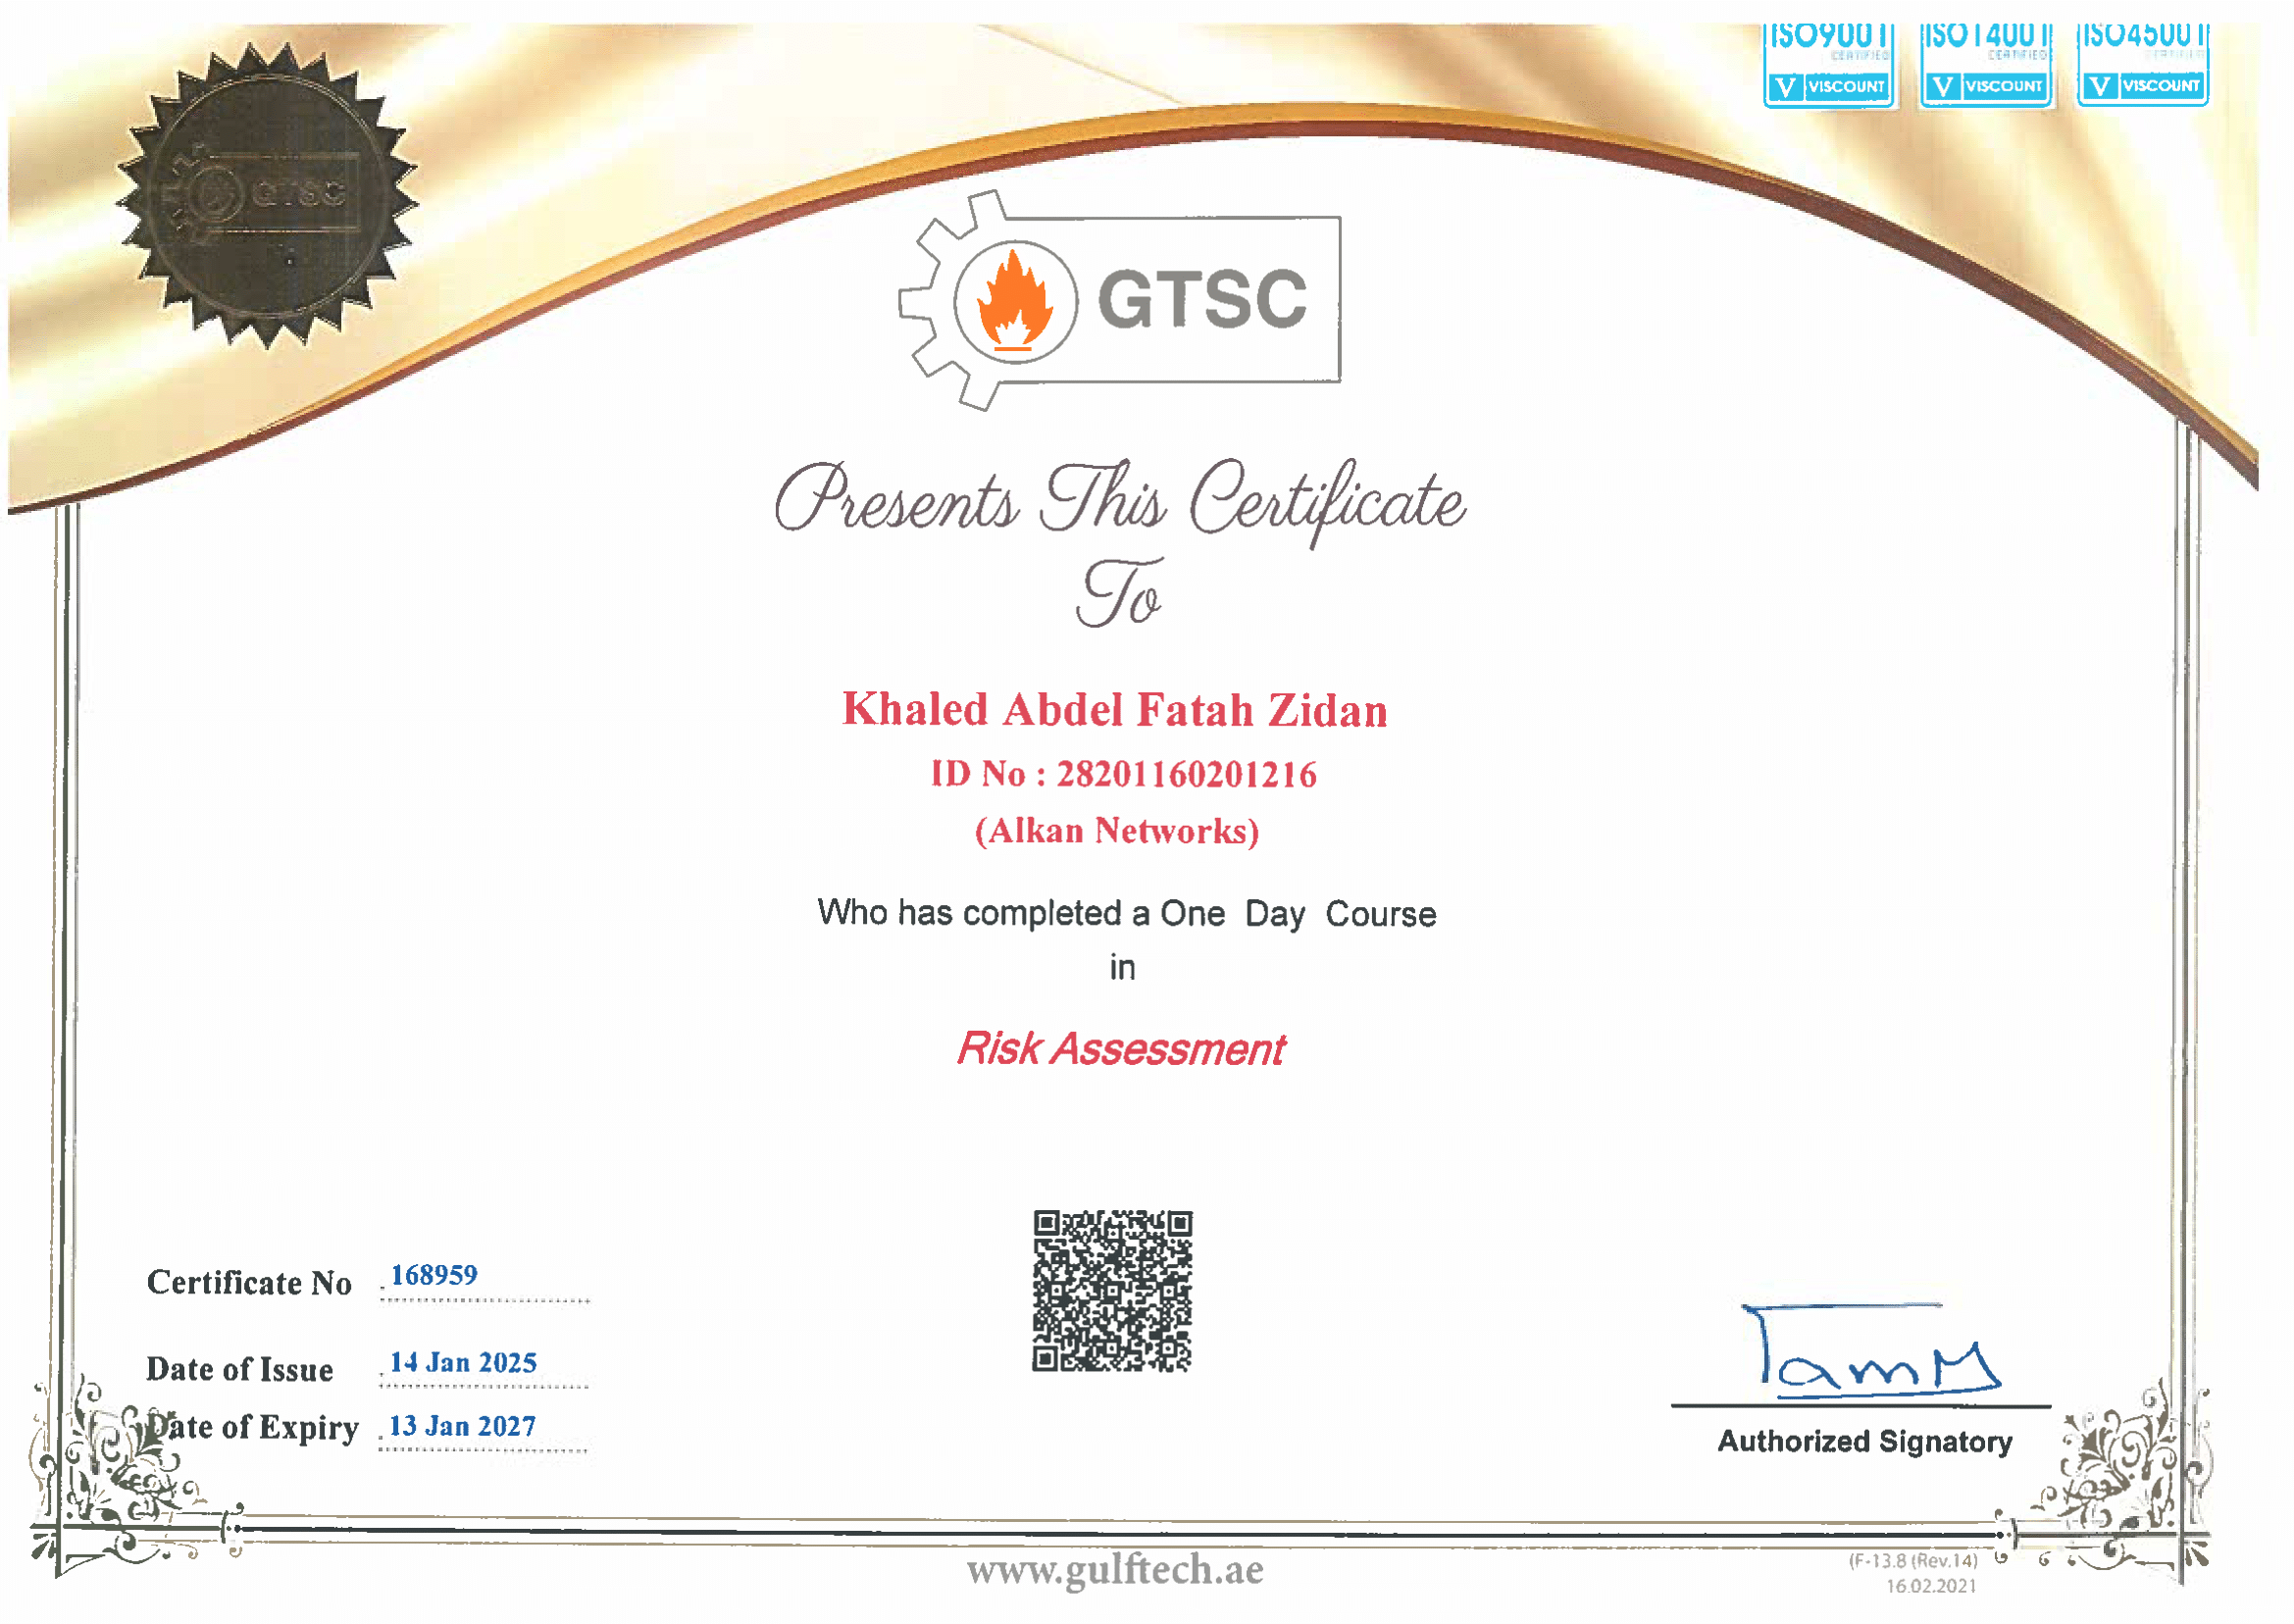 ISO9001 ISO14001 ISO45001
CERTIFIED CERTIFIED CERTIFIED
V VISCOUNT V VISCOUNT V VISCOUNT
GTSC
GTSC
Presents This Certificate
To
Khaled Abdel Fatah Zidan
ID No : 28201160201216
(Alkan Networks)
Who has completed a One Day Course
in
Risk Assessment
Certificate No : 168959
Date of Issue : 14 Jan 2025
Date of Expiry : 13 Jan 2027
Tamy
Authorized Signatory
www.gulftech.ae
(F-13.8 (Rev.14)
16.02.2021